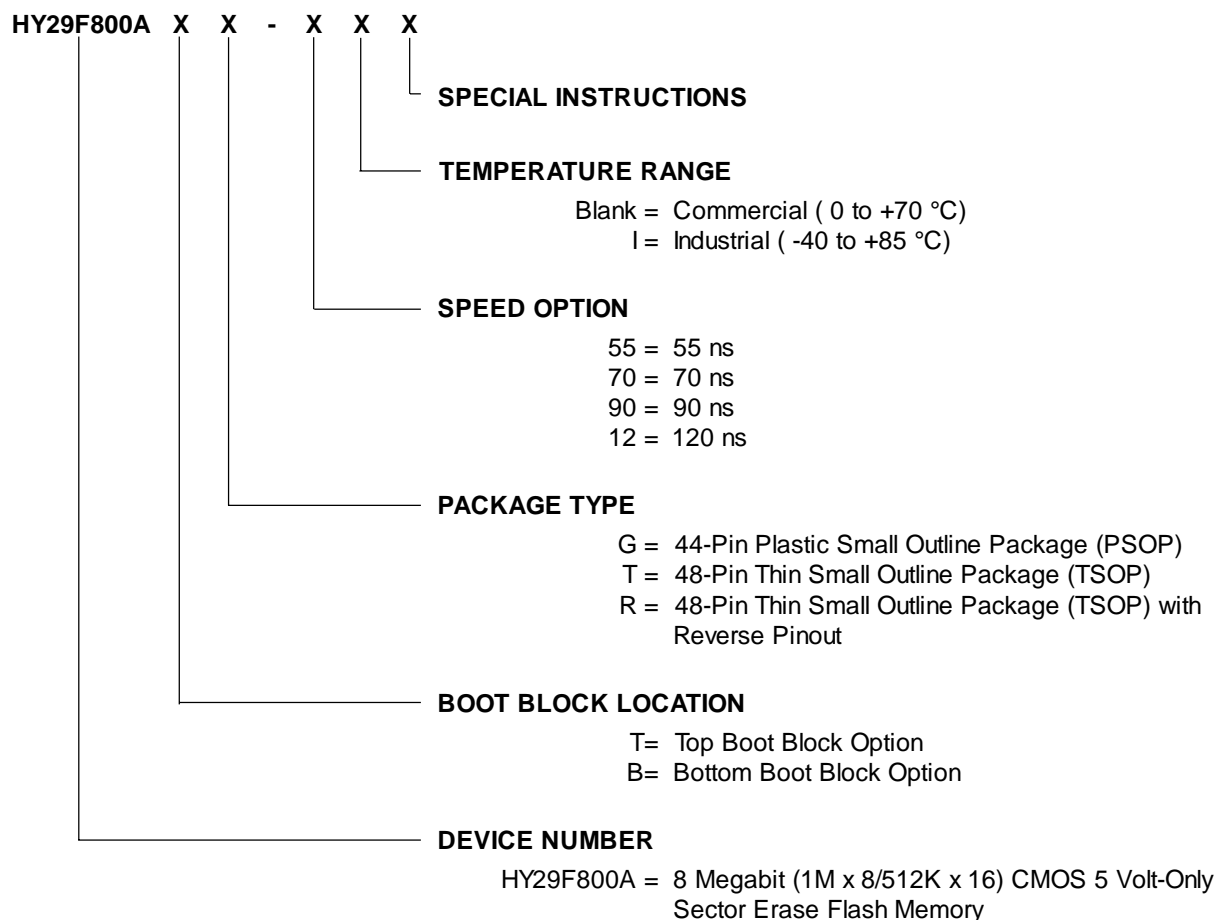 HY29F800A X X - X X X
SPECIAL INSTRUCTIONS
TEMPERATURE RANGE
Blank = Commercial ( 0 to +70 °C)
I = Industrial ( -40 to +85 °C)
SPEED OPTION
55 = 55 ns
70 = 70 ns
90 = 90 ns
12 = 120 ns
PACKAGE TYPE
G = 44-Pin Plastic Small Outline Package (PSOP)
T = 48-Pin Thin Small Outline Package (TSOP)
R = 48-Pin Thin Small Outline Package (TSOP) with
Reverse Pinout
BOOT BLOCK LOCATION
T= Top Boot Block Option
B= Bottom Boot Block Option
DEVICE NUMBER
HY29F800A = 8 Megabit (1M x 8/512K x 16) CMOS 5 Volt-Only
Sector Erase Flash Memory